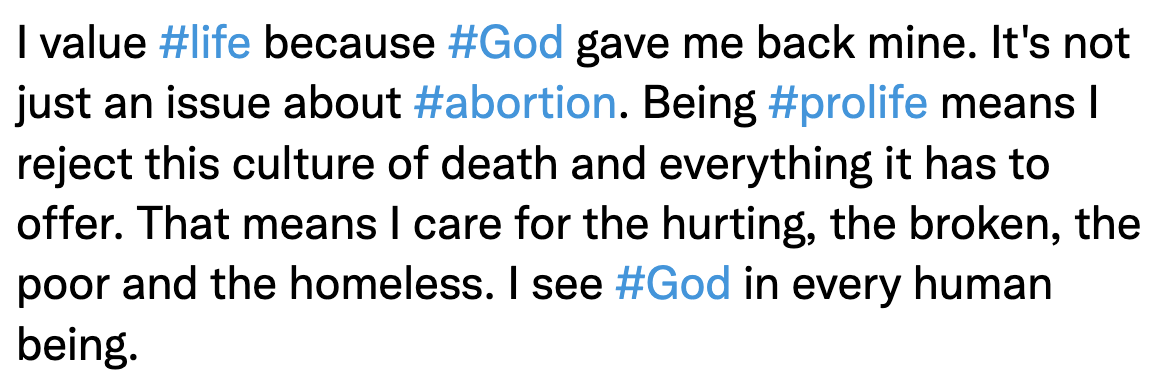 I value #life because #God gave me back mine. It's not
just an issue about #abortion. Being #prolife means I
reject this culture of death and everything it has to
offer. That means I care for the hurting, the broken, the
poor and the homeless. I see #God in every human
being.